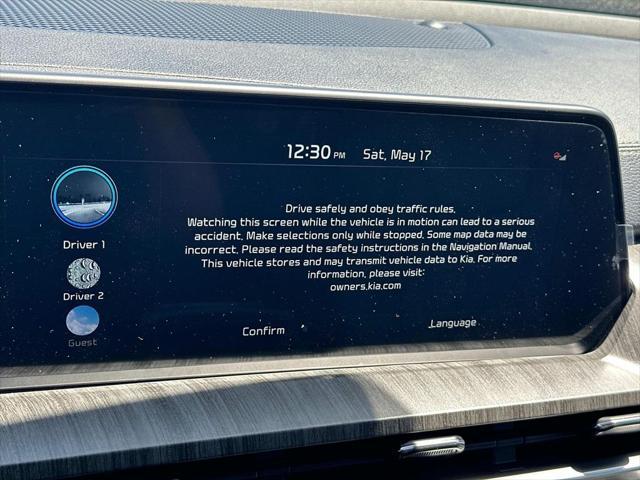 12:30 PM Sat, May 17
Driver 1
Driver 2
Guest
Drive safely and obey traffic rules.
Watching this screen while the vehicle is in motion can lead to a serious
accident. Make selections only while stopped. Some map data may be
incorrect. Please read the safety instructions in the Navigation Manual.
This vehicle stores and may transmit vehicle data to Kia. For more
information, please visit:
owners.kia.com
Confirm
Language